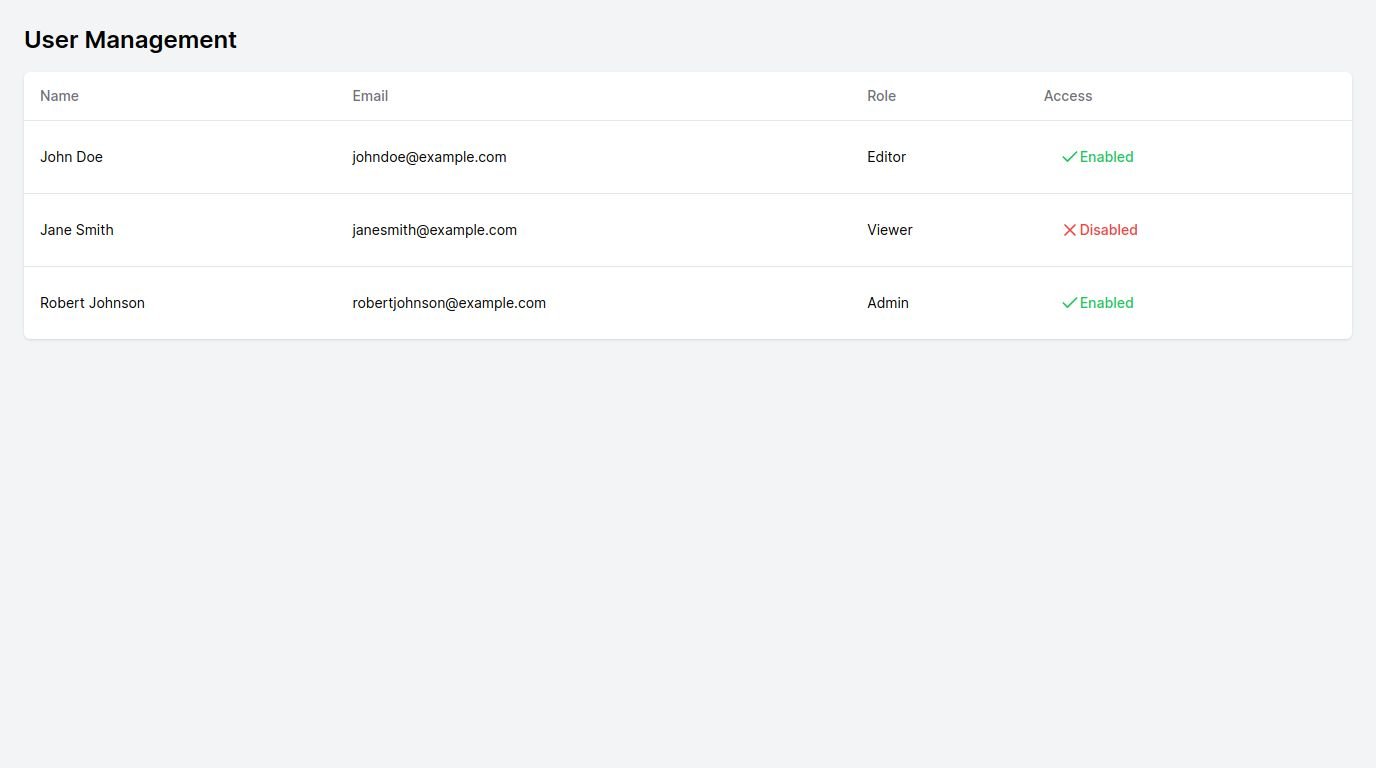 User Management
Name Email Role Access
John Doe johndoe@example.com Editor Enabled
Jane Smith janesmith@example.com Viewer Disabled
Robert Johnson robertjohnson@example.com Admin Enabled